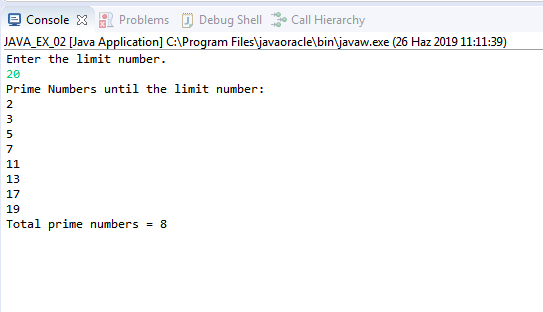 Console Problems Debug Shell Call Hierarchy
JAVA_EX_02 [Java Application] C:\Program Files\javaoracle\bin\javaw.exe (26 Haz 2019 11:11:39)
Enter the limit number.
20
Prime Numbers until the limit number:
2
3
5
7
11
13
17
19
Total prime numbers = 8